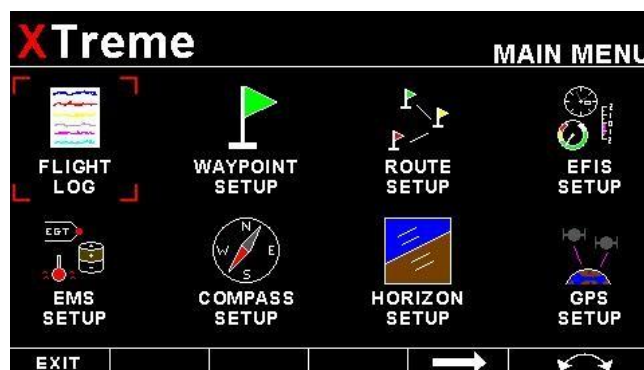 XTreme
MAIN MENU
FLIGHT LOG
WAYPOINT SETUP
ROUTE SETUP
EFIS SETUP
EGT
EMS SETUP
N
W E
S
COMPASS SETUP
HORIZON SETUP
GPS SETUP
EXIT